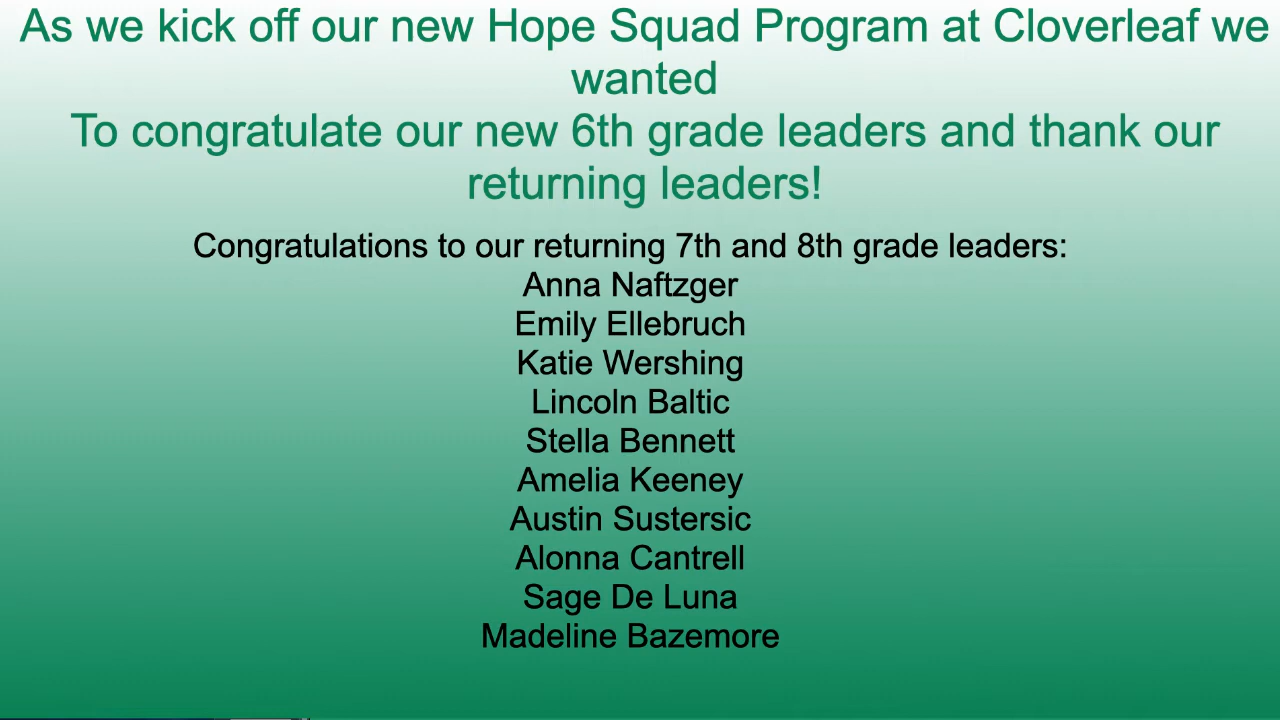 As we kick off our new Hope Squad Program at Cloverleaf we
wanted
To congratulate our new 6th grade leaders and thank our
returning leaders!
Congratulations to our returning 7th and 8th grade leaders:
Anna Naftzger
Emily Ellebruch
Katie Wershing
Lincoln Baltic
Stella Bennett
Amelia Keeney
Austin Sustersic
Alonna Cantrell
Sage De Luna
Madeline Bazemore